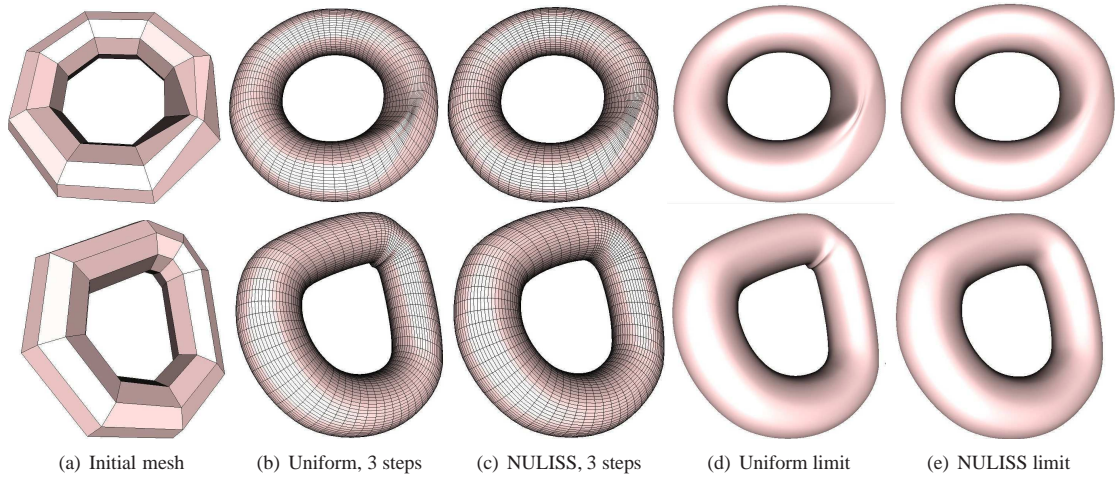 (a) Initial mesh
(b) Uniform, 3 steps
(c) NULISS, 3 steps
(d) Uniform limit
(e) NULISS limit